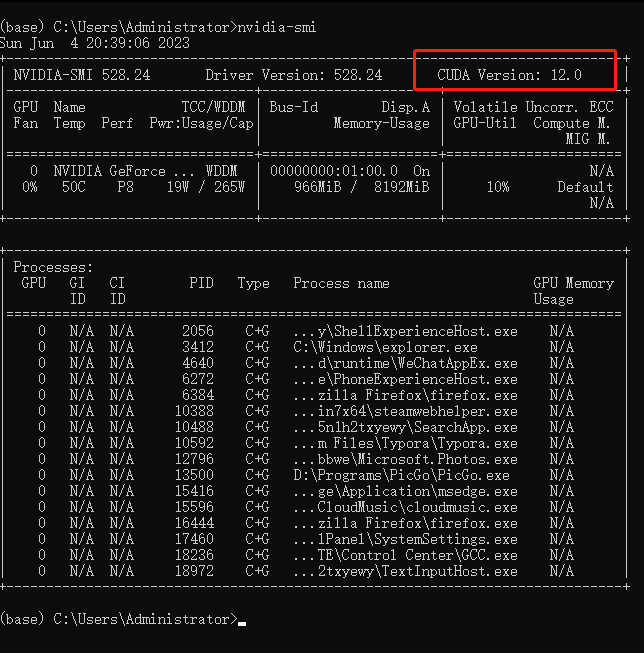 (base) C:\Users\Administrator>nvidia-smi
Sun Jun  4 20:39:06 2023
NVIDIA-SMI 528.24       Driver Version: 528.24       CUDA Version: 12.0
GPU  Name            TCC/WDDM | Bus-Id        Disp.A | Volatile Uncorr. ECC
Fan  Temp  Perf  Pwr:Usage/Cap|         Memory-Usage | GPU-Util  Compute M.
MIG M.
0  NVIDIA GeForce ... WDDM | 00000000:01:00.0  On | N/A
0%   50C    P8    19W / 265W | 966MiB /  8192MiB | 10%      Default
N/A
Processes:
GPU   GI   CI        PID   Type   Process name                  GPU Memory
ID   ID                                                   Usage
0   N/A  N/A      2056    C+G   ...y\ShellExperienceHost.exe    N/A
0   N/A  N/A      3412    C+G   C:\Windows\explorer.exe         N/A
0   N/A  N/A      4640    C+G   ...d\runtime\WeChatAppEx.exe    N/A
0   N/A  N/A      6272    C+G   ...e\PhoneExperienceHost.exe    N/A
0   N/A  N/A      6384    C+G   ...zilla Firefox\firefox.exe    N/A
0   N/A  N/A     10388    C+G   ...in7x64\steamwebhelper.exe    N/A
0   N/A  N/A     10488    C+G   ...5n1h2txyewy\SearchApp.exe    N/A
0   N/A  N/A     10592    C+G   ...m Files\Typora\Typora.exe    N/A
0   N/A  N/A     12796    C+G   ...bbwe\Microsoft.Photos.exe    N/A
0   N/A  N/A     13500    C+G   D:\Programs\PicGo\PicGo.exe     N/A
0   N/A  N/A     15416    C+G   ...ge\Application\msedge.exe    N/A
0   N/A  N/A     15596    C+G   ...CloudMusic\cloudmusic.exe    N/A
0   N/A  N/A     16444    C+G   ...zilla Firefox\firefox.exe    N/A
0   N/A  N/A     17460    C+G   ...lPanel\SystemSettings.exe    N/A
0   N/A  N/A     18236    C+G   ...TE\Control Center\GCC.exe    N/A
0   N/A  N/A     18972    C+G   ...2txyewy\TextInputHost.exe    N/A
(base) C:\Users\Administrator>